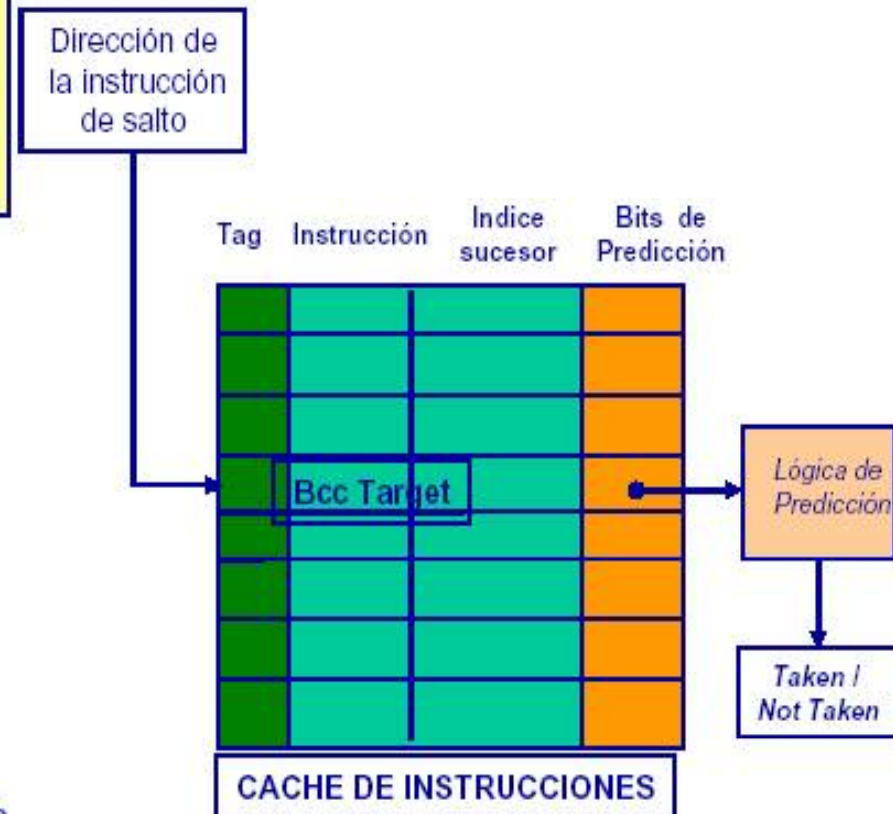 Dirección de
la instrucción
de salto
Tag Instrucción Indice sucesor Bits de Predicción
Bcc Target
Lógica de
Predicción
Taken /
Not Taken
CACHE DE INSTRUCCIONES